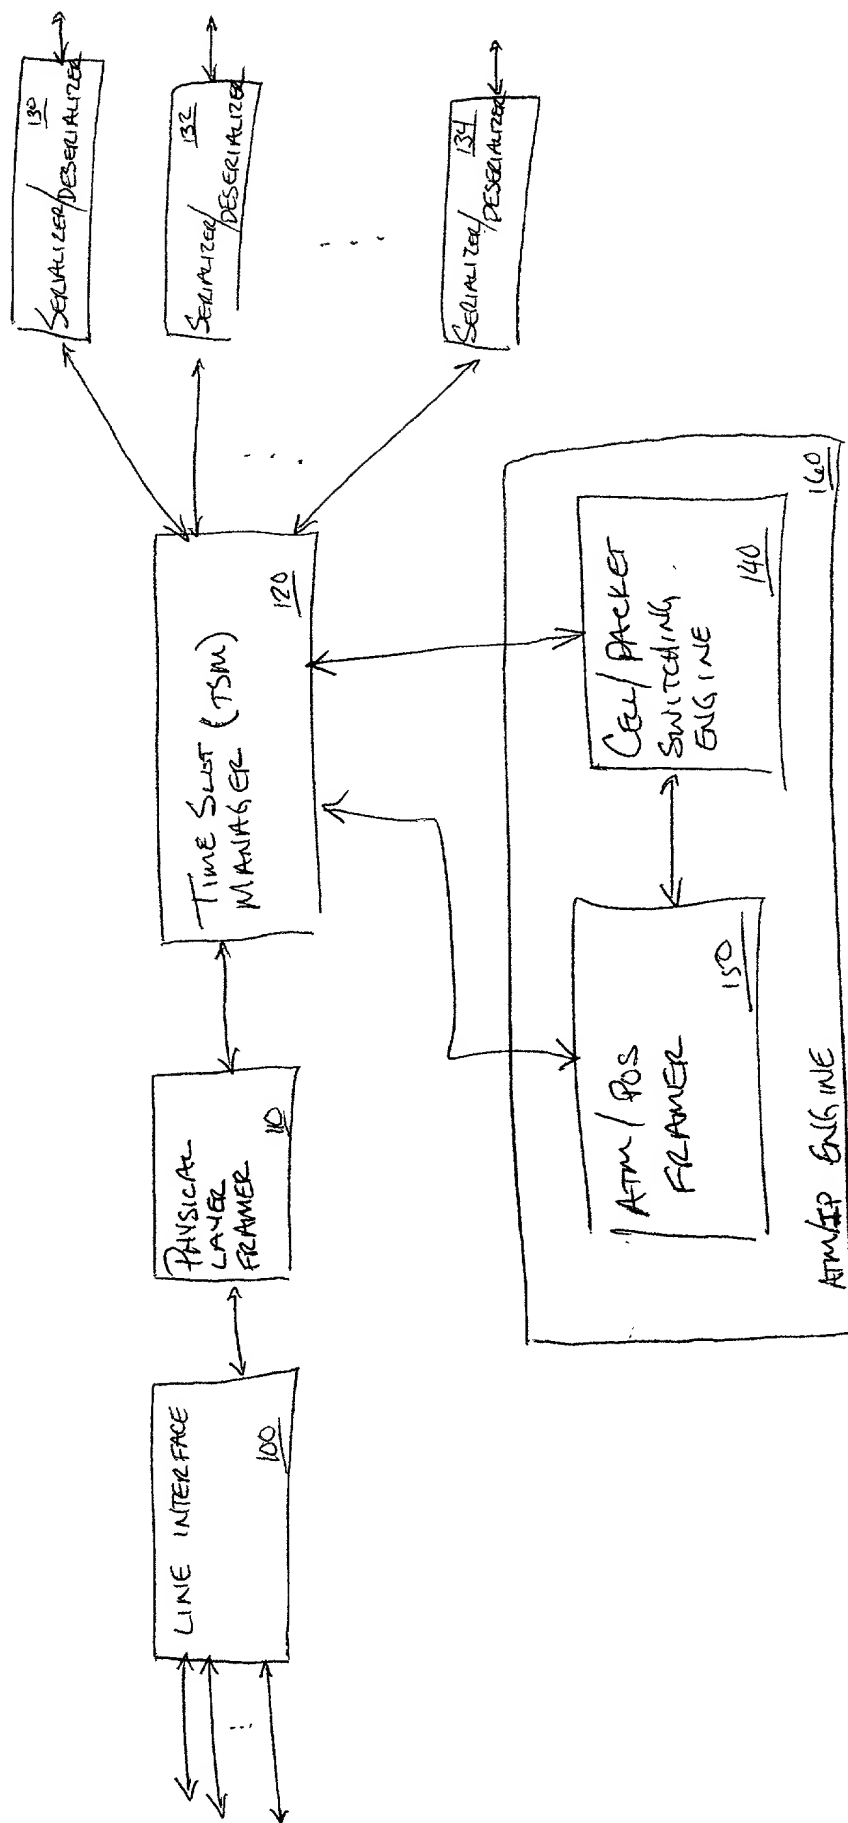 LINE INTERFACE
100
PHYSICAL
LAYER
FRAMER
110
TIME SLOT (TSM)
MANAGER
120
SERIALIZER/
DESERIALIZER
130
SERIALIZER/
DESERIALIZER
132
SERIALIZER/
DESERIALIZER
134
ATM/POS
FRAMER
150
CELL/PACKET
SWITCHING
ENGINE
140
ATM/IP ENGINE
160